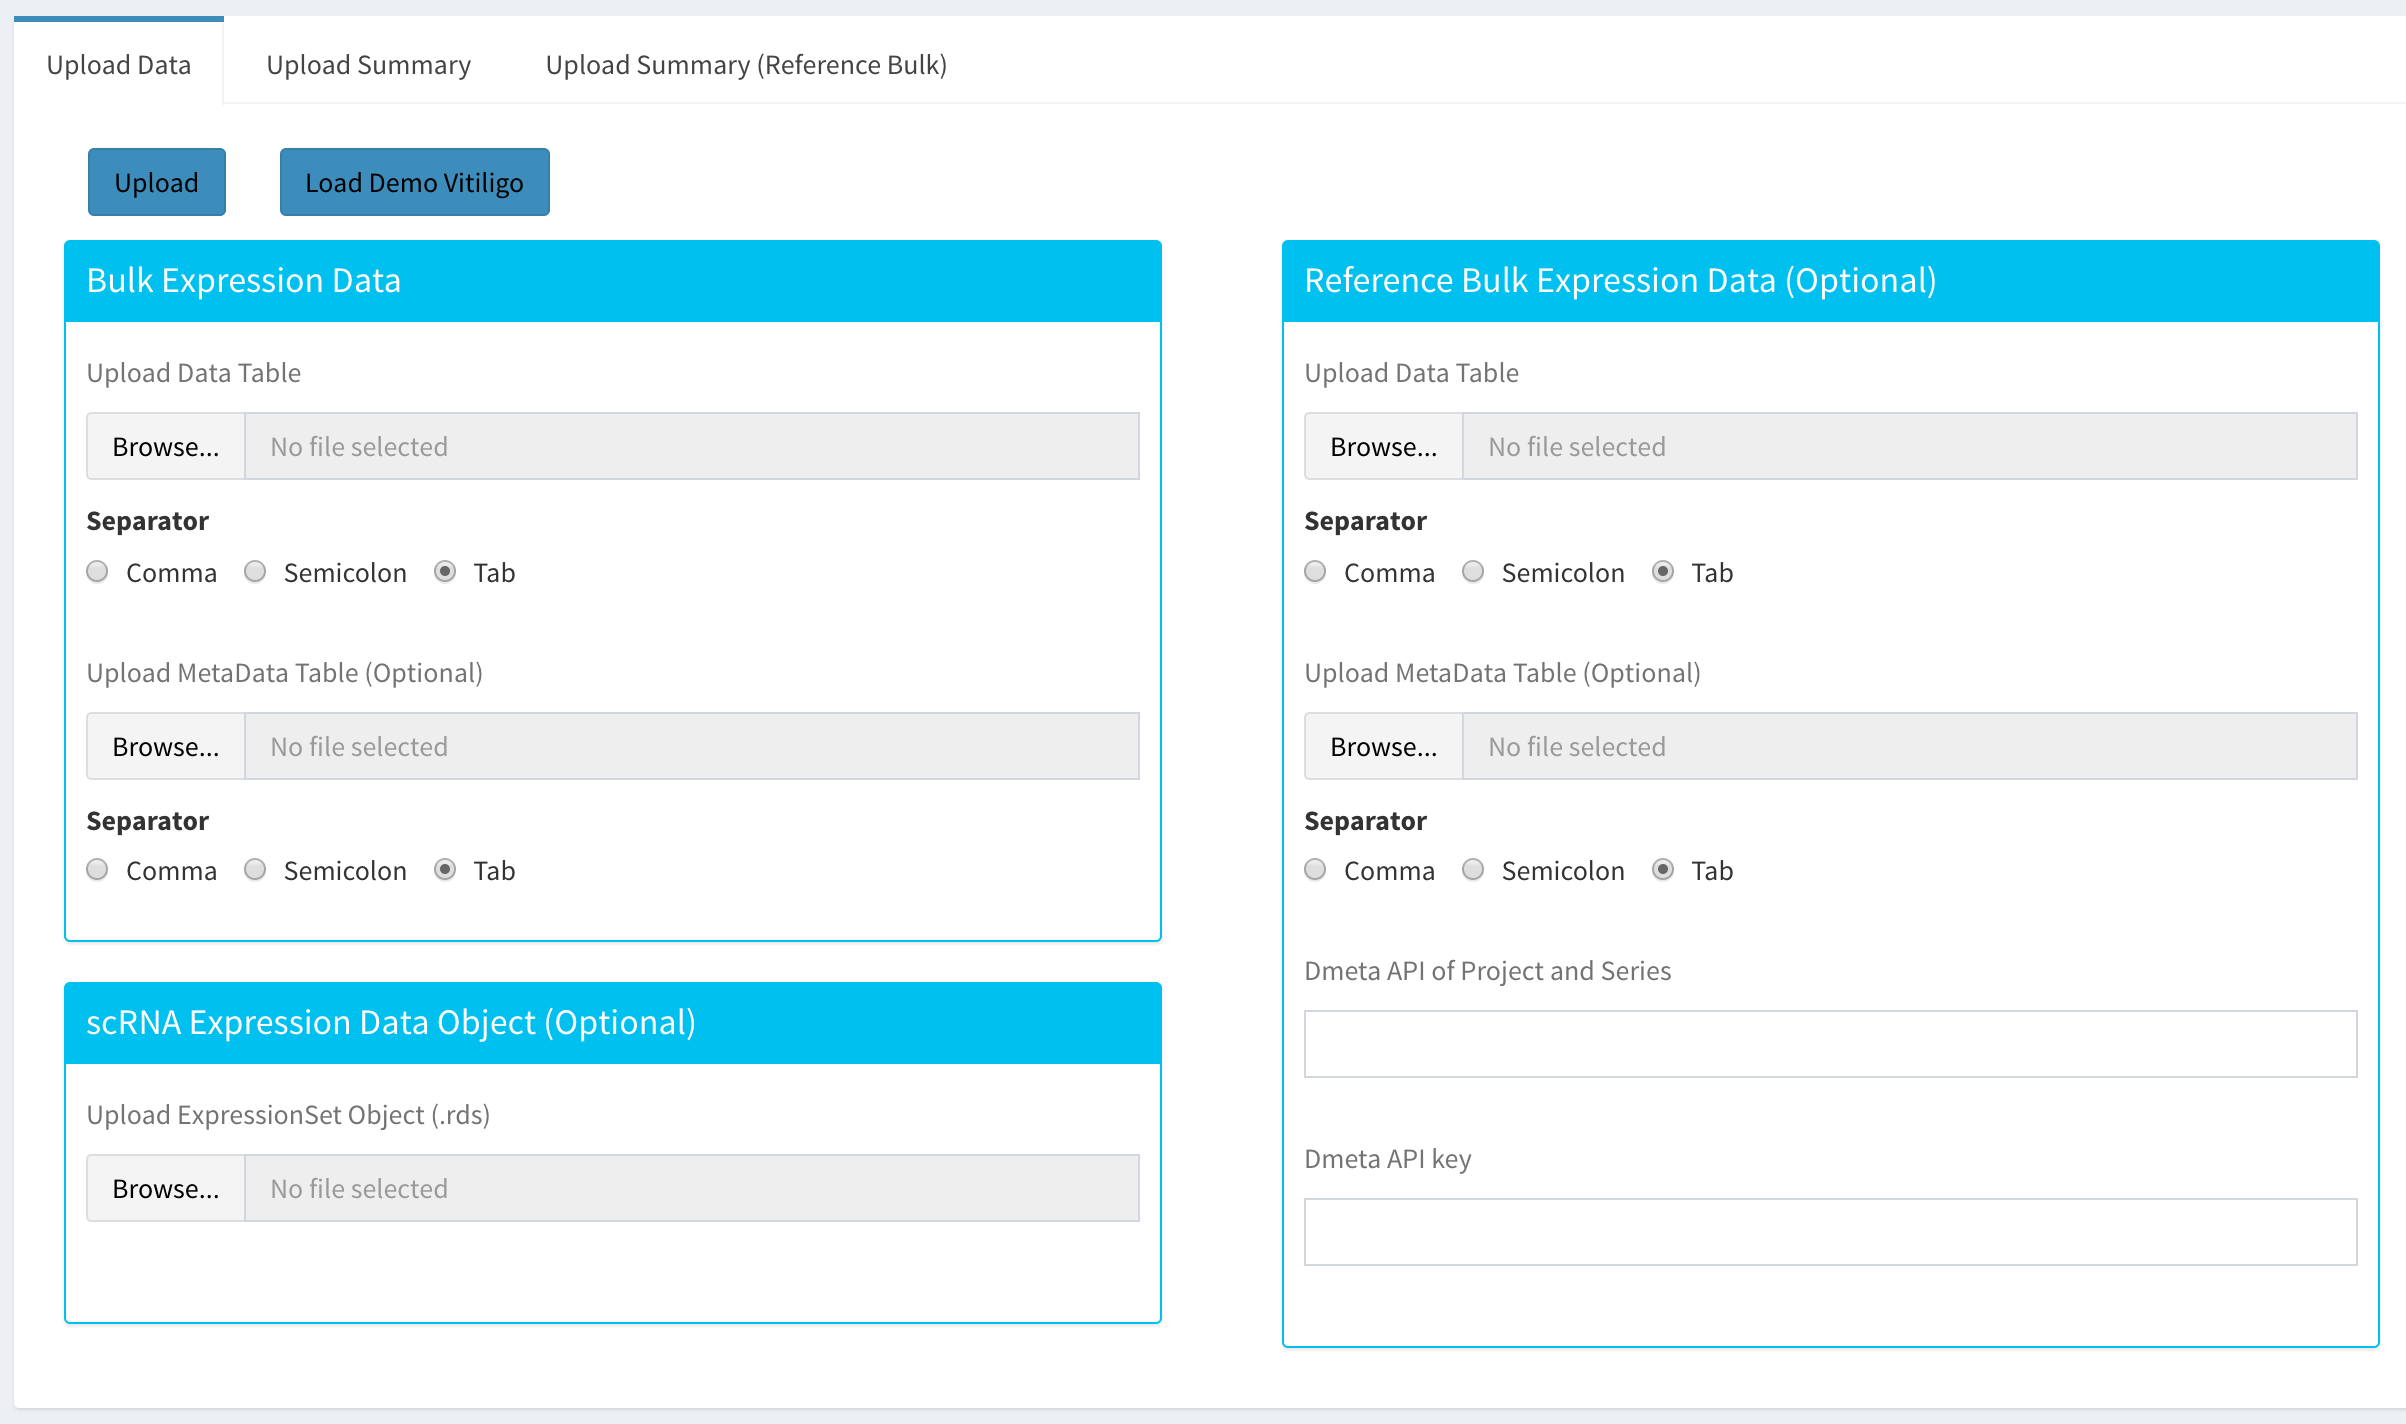 Upload Data
Upload Summary
Upload Summary (Reference Bulk)
Upload
Load Demo Vitiligo
Bulk Expression Data
Upload Data Table
Browse...
No file selected
Separator
Comma
Semicolon
Tab
Upload MetaData Table (Optional)
Browse...
No file selected
Separator
Comma
Semicolon
Tab
scRNA Expression Data Object (Optional)
Upload ExpressionSet Object (.rds)
Browse...
No file selected
Reference Bulk Expression Data (Optional)
Upload Data Table
Browse...
No file selected
Separator
Comma
Semicolon
Tab
Upload MetaData Table (Optional)
Browse...
No file selected
Separator
Comma
Semicolon
Tab
Dmeta API of Project and Series
Dmeta API key